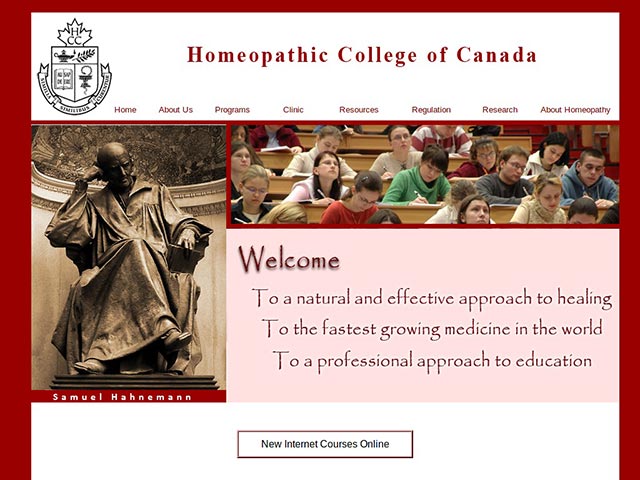 H
CC
Homeopathic College of Canada
Home
About Us
Programs
Clinic
Resources
Regulation
Research
About Homeopathy
Welcome
To a natural and effective approach to healing
To the fastest growing medicine in the world
To a professional approach to education
Samuel Hahnemann
New Internet Courses Online